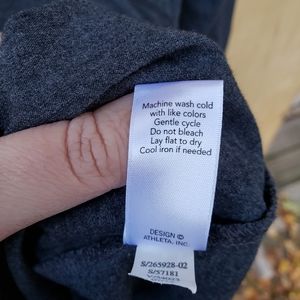 Machine wash cold
with like colors
Gentle cycle
Do not bleach
Lay flat to dry
Cool iron if needed
DESIGN ©
ATHLETA, INC.
S/265928-02
S/57181